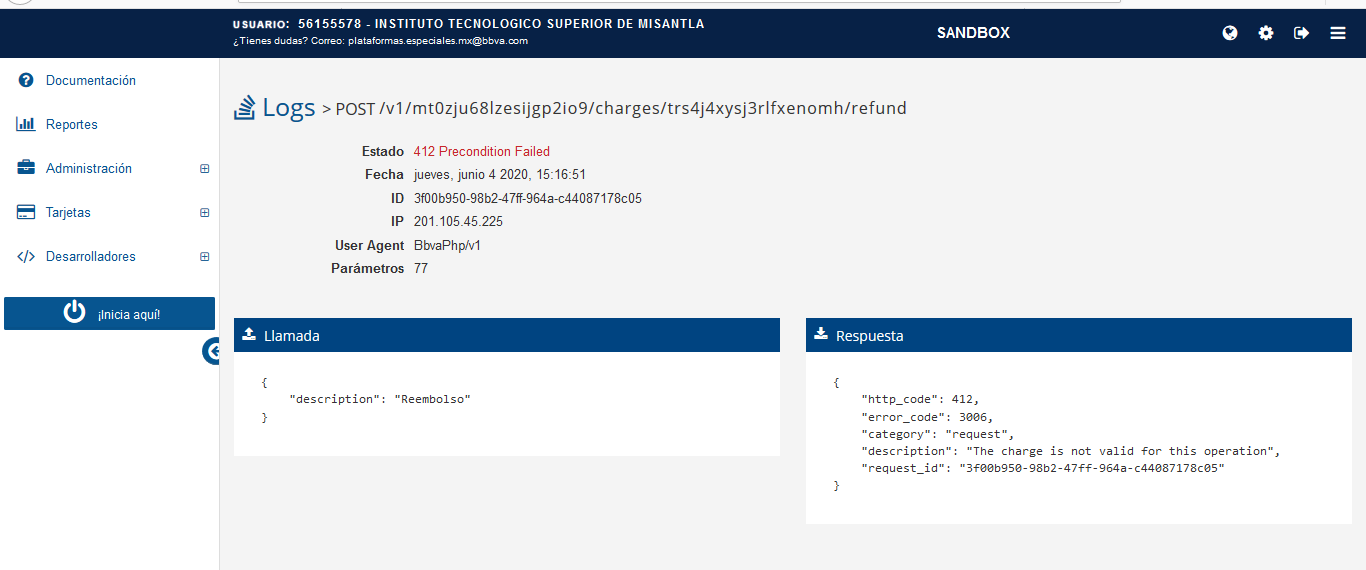 USUARIO: 56155578 - INSTITUTO TECNOLOGICO SUPERIOR DE MISANTLA
¿Tienes dudas? Correo: plataformas.especiales.mx@bbva.com
SANDBOX
Documentación
Reportes
Administración
Tarjetas
Desarrolladores
¡Inicia aquí!
Logs > POST /v1/mt0zju68lzesijgp2io9/charges/trs4j4xysj3rlfxenomh/refund
Estado 412 Precondition Failed
Fecha jueves, junio 4 2020, 15:16:51
ID 3f00b950-98b2-47ff-964a-c44087178c05
IP 201.105.45.225
User Agent BbvaPhp/v1
Parámetros 77
Llamada
{
"description": "Reembolso"
}
Respuesta
{
"http_code": 412,
"error_code": 3006,
"category": "request",
"description": "The charge is not valid for this operation",
"request_id": "3f00b950-98b2-47ff-964a-c44087178c05"
}